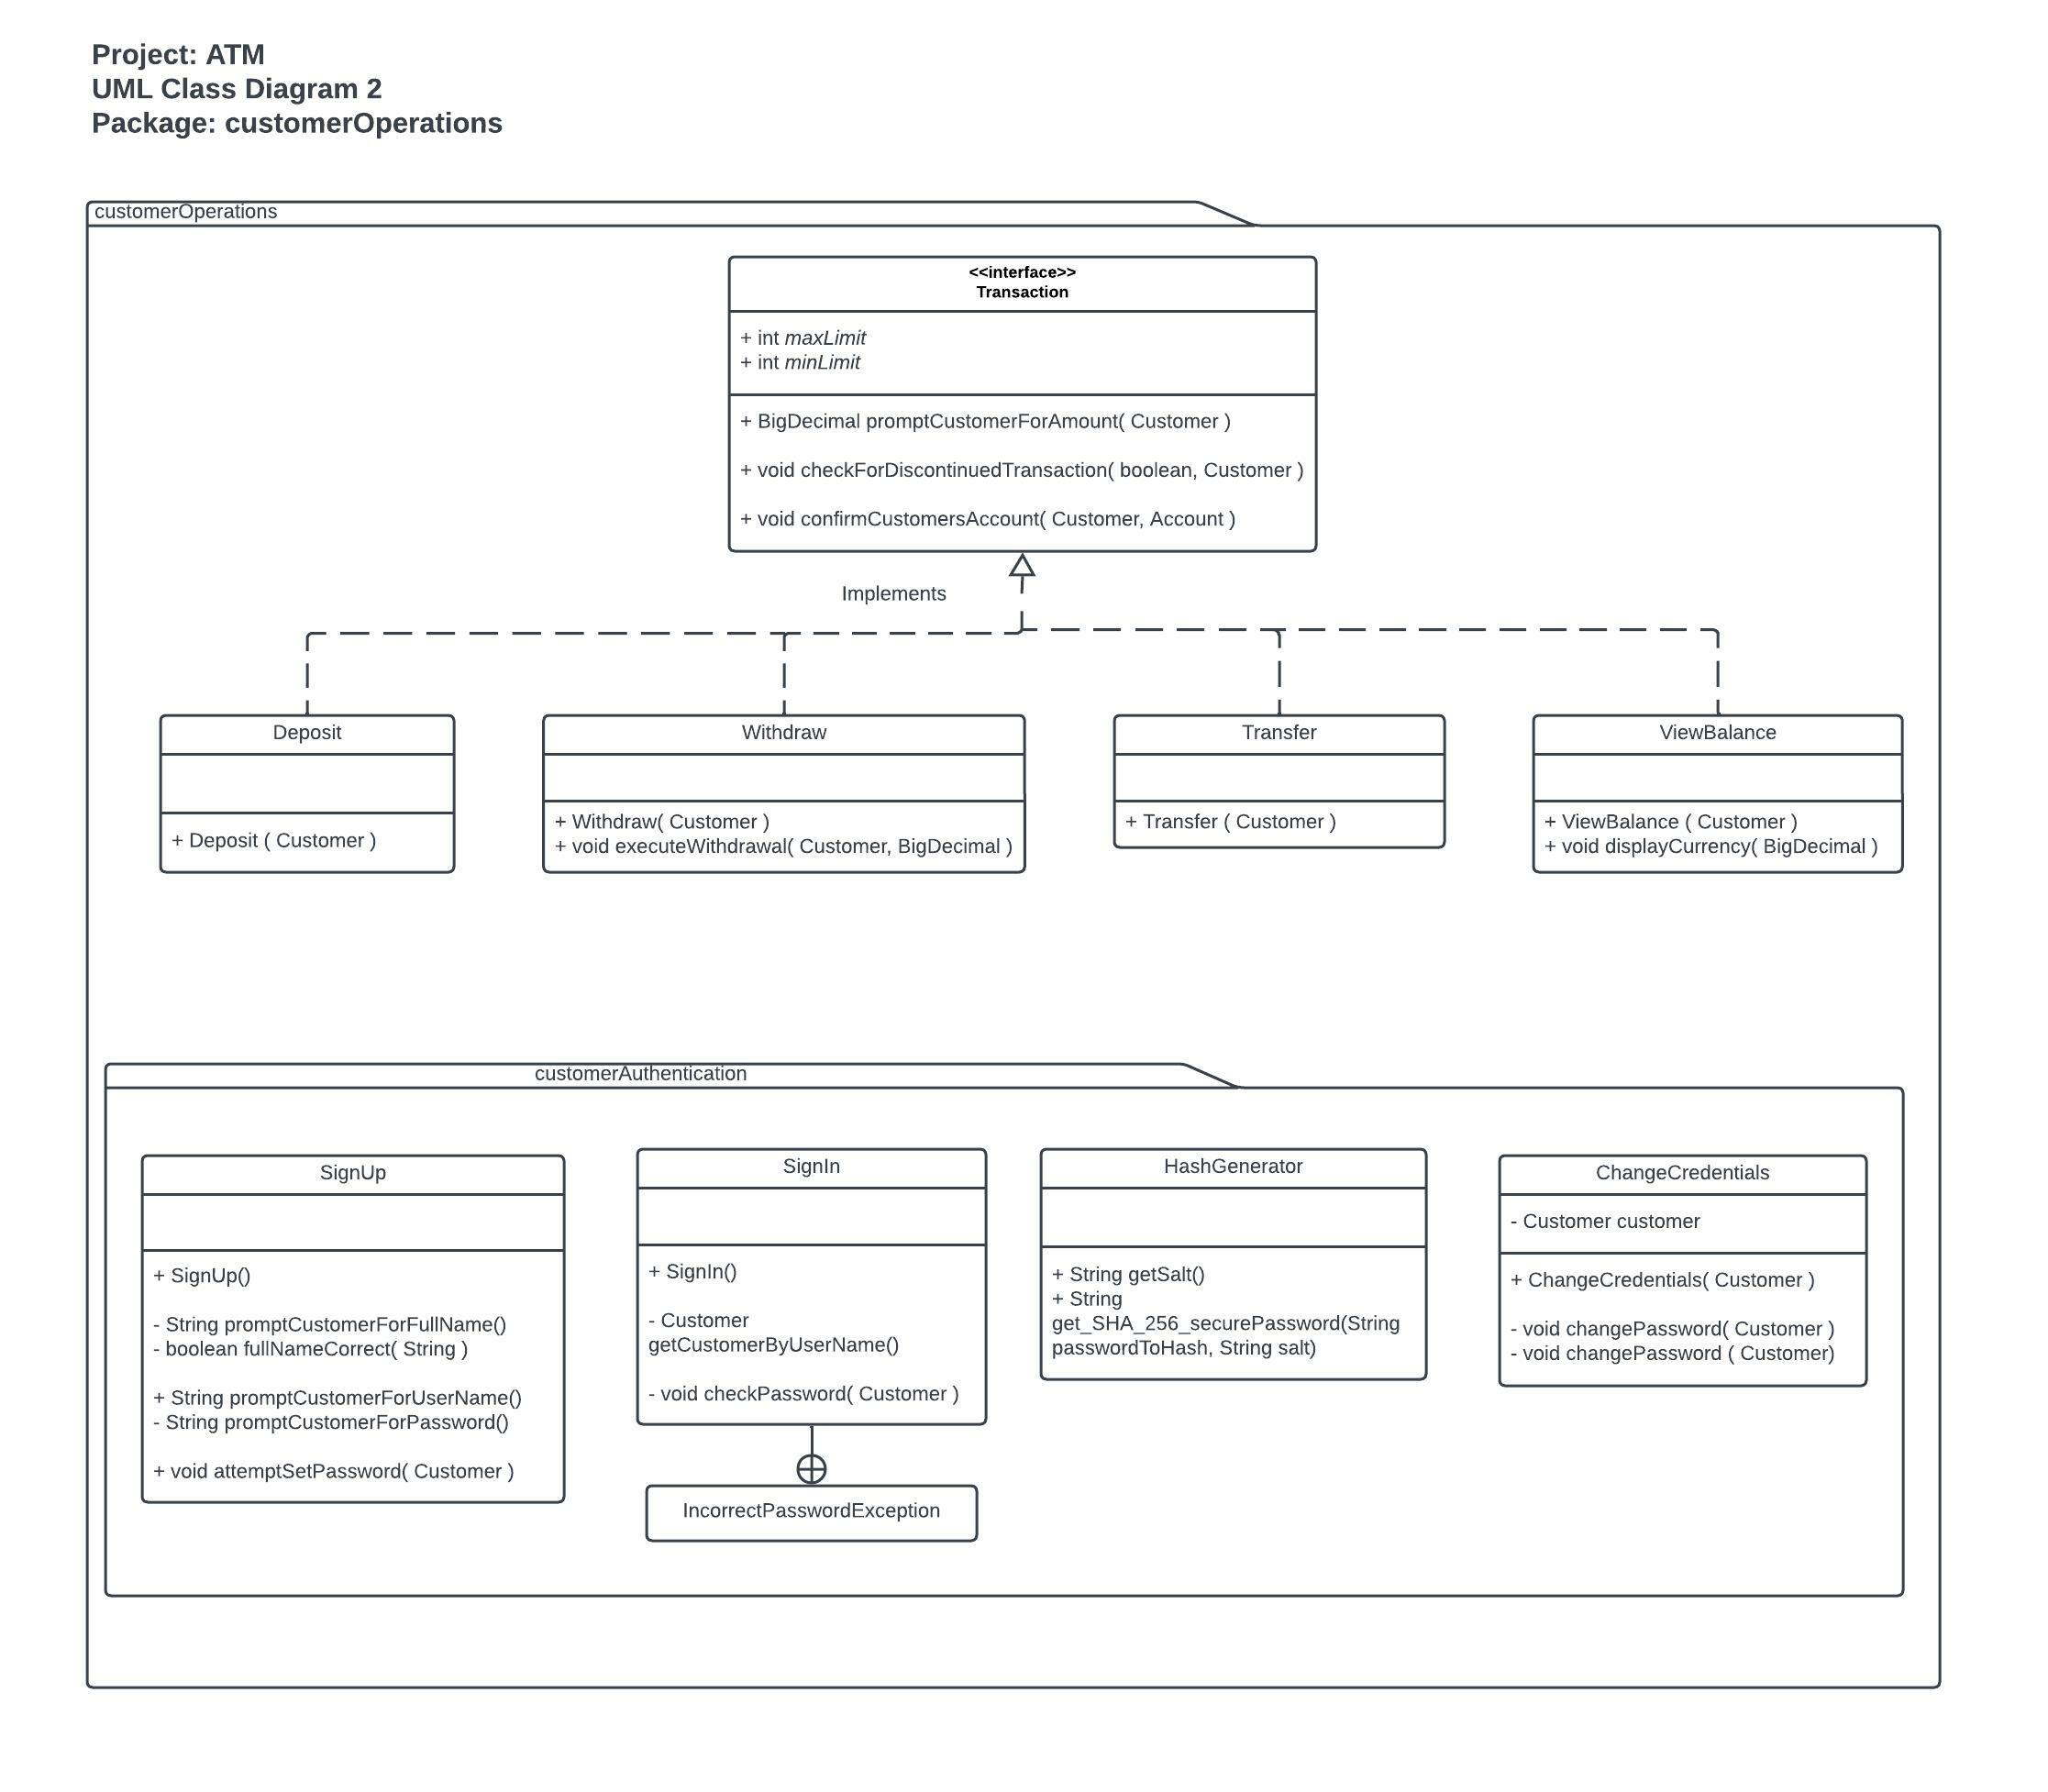 Project: ATM
UML Class Diagram 2
Package: customerOperations
customerOperations
<<interface>>
Transaction
+ int maxLimit
+ int minLimit
+ BigDecimal promptCustomerForAmount( Customer )
+ void checkForDiscontinuedTransaction( boolean, Customer )
+ void confirmCustomersAccount( Customer, Account )
Implements
Deposit
+ Deposit ( Customer )
Withdraw
+ Withdraw( Customer )
+ void executeWithdrawal( Customer, BigDecimal )
Transfer
+ Transfer ( Customer )
ViewBalance
+ ViewBalance ( Customer )
+ void displayCurrency( BigDecimal )
customerAuthentication
SignUp
+ SignUp()
- String promptCustomerForFullName()
- boolean fullNameCorrect( String )
+ String promptCustomerForUserName()
- String promptCustomerForPassword()
+ void attemptSetPassword( Customer )
SignIn
+ SignIn()
- Customer
getCustomerByUserName()
- void checkPassword( Customer )
IncorrectPasswordException
HashGenerator
+ String getSalt()
+ String
get_SHA_256_securePassword(String
passwordToHash, String salt)
ChangeCredentials
- Customer customer
+ ChangeCredentials( Customer )
- void changePassword( Customer )
- void changePassword ( Customer)